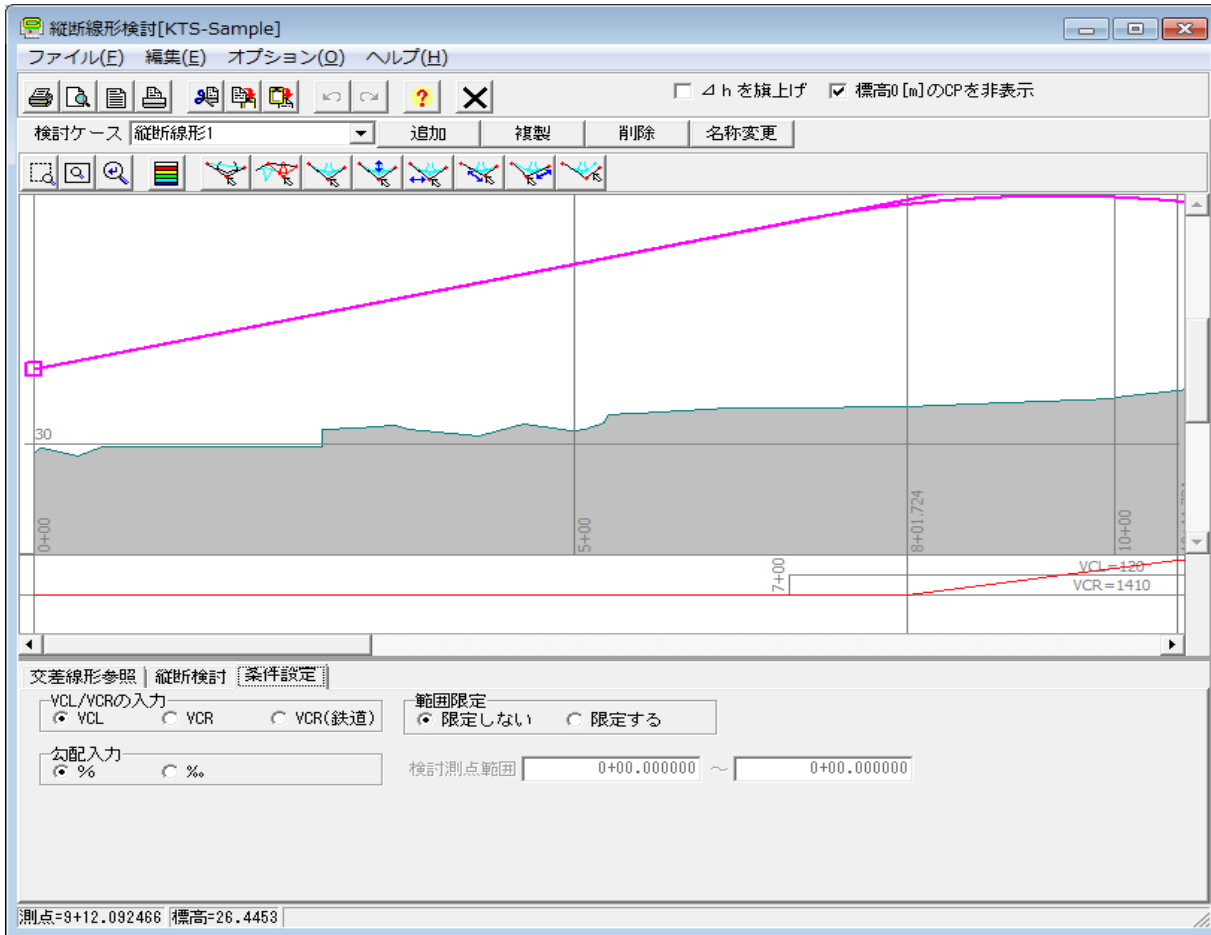 縦断線形検討[KTS-Sample]
ファイル(F) 編集(E) オプション(O) ヘルプ(H)
⊿hを旗上げ 標高0[m]のCPを非表示
検討ケース 縦断線形1 追加 複製 削除 名称変更
30
0+00
5+00
8+01.724
10+00
7+00
VCL=120
VCR=1410
交差線形参照 縦断検討 条件設定
VCL/VCRの入力 範囲限定
VCL VCR VCR(鉄道) 限定しない 限定する
勾配入力
% ‰ 検討測点範囲 0+00.000000 ～ 0+00.000000
測点=9+12.092466 標高=26.4453